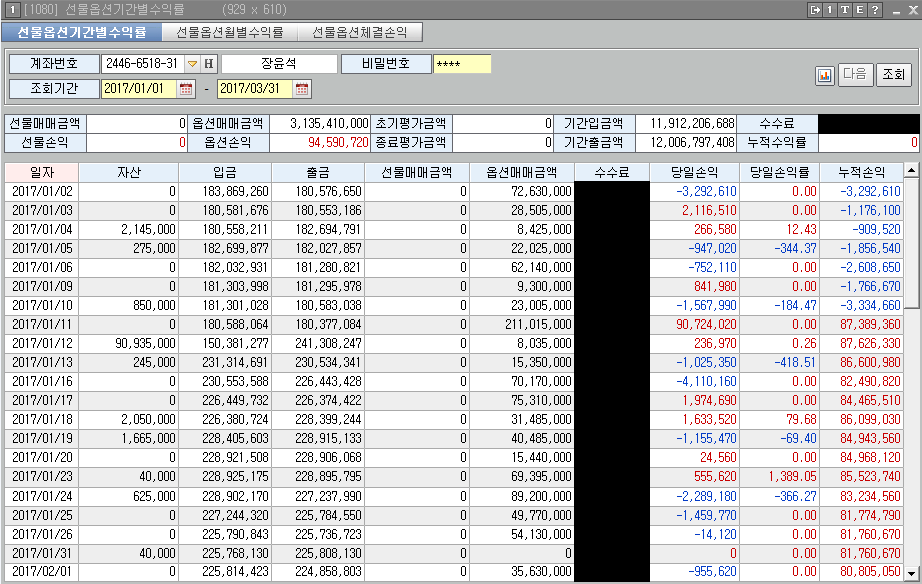 1 [1080] 선물옵션기간별수익률 (929 x 610) 1 T E ?
선물옵션기간별수익률 선물옵션월별수익률 선물옵션체결손익
계좌번호 2446-6518-31 H 장윤석 비밀번호 ****
조회기간 2017/01/01 - 2017/03/31 다음 조회
선물매매금액 0 옵션매매금액 3,135,410,000 초기평가금액 0 기간입금액 11,912,206,688 수수료
선물손익 0 옵션손익 94,590,720 종료평가금액 0 기간출금액 12,006,797,408 누적수익률 0
일자 자산 입금 출금 선물매매금액 옵션매매금액 수수료 당일손익 당일손익률 누적손익
2017/01/02 0 183,869,260 180,576,650 0 72,630,000 -3,292,610 0.00 -3,292,610
2017/01/03 0 180,581,676 180,553,186 0 28,505,000 2,116,510 0.00 -1,176,100
2017/01/04 2,145,000 180,558,211 182,694,791 0 8,425,000 266,580 12.43 -909,520
2017/01/05 275,000 182,699,877 182,027,857 0 22,025,000 -947,020 -344.37 -1,856,540
2017/01/06 0 182,032,931 181,280,821 0 62,140,000 -752,110 0.00 -2,608,650
2017/01/09 0 181,303,998 181,295,978 0 9,300,000 841,980 0.00 -1,766,670
2017/01/10 850,000 181,301,028 180,583,038 0 23,005,000 -1,567,990 -184.47 -3,334,660
2017/01/11 0 180,588,064 180,377,084 0 211,015,000 90,724,020 0.00 87,389,360
2017/01/12 90,935,000 150,381,277 241,308,247 0 8,035,000 236,970 0.26 87,626,330
2017/01/13 245,000 231,314,691 230,534,341 0 15,350,000 -1,025,350 -418.51 86,600,980
2017/01/16 0 230,553,588 226,443,428 0 70,170,000 -4,110,160 0.00 82,490,820
2017/01/17 0 226,449,732 226,374,422 0 75,310,000 1,974,690 0.00 84,465,510
2017/01/18 2,050,000 226,380,724 228,399,244 0 31,485,000 1,633,520 79.68 86,099,030
2017/01/19 1,665,000 228,405,603 228,915,133 0 40,485,000 -1,155,470 -69.40 84,943,560
2017/01/20 0 228,921,508 228,906,068 0 15,440,000 24,560 0.00 84,968,120
2017/01/23 40,000 228,925,175 228,895,795 0 69,395,000 555,620 1,389.05 85,523,740
2017/01/24 625,000 228,902,170 227,237,990 0 89,200,000 -2,289,180 -366.27 83,234,560
2017/01/25 0 227,244,320 225,784,550 0 49,770,000 -1,459,770 0.00 81,774,790
2017/01/26 0 225,790,843 225,736,723 0 54,130,000 -14,120 0.00 81,760,670
2017/01/31 40,000 225,768,130 225,808,130 0 0 0 0.00 81,760,670
2017/02/01 0 225,814,423 224,858,803 0 35,630,000 -955,620 0.00 80,805,050